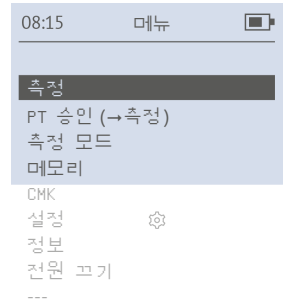 08:15 메뉴
측정
PT 승인 (→측정)
측정 모드
메모리
CMK
설정
정보
전원 끄기
---